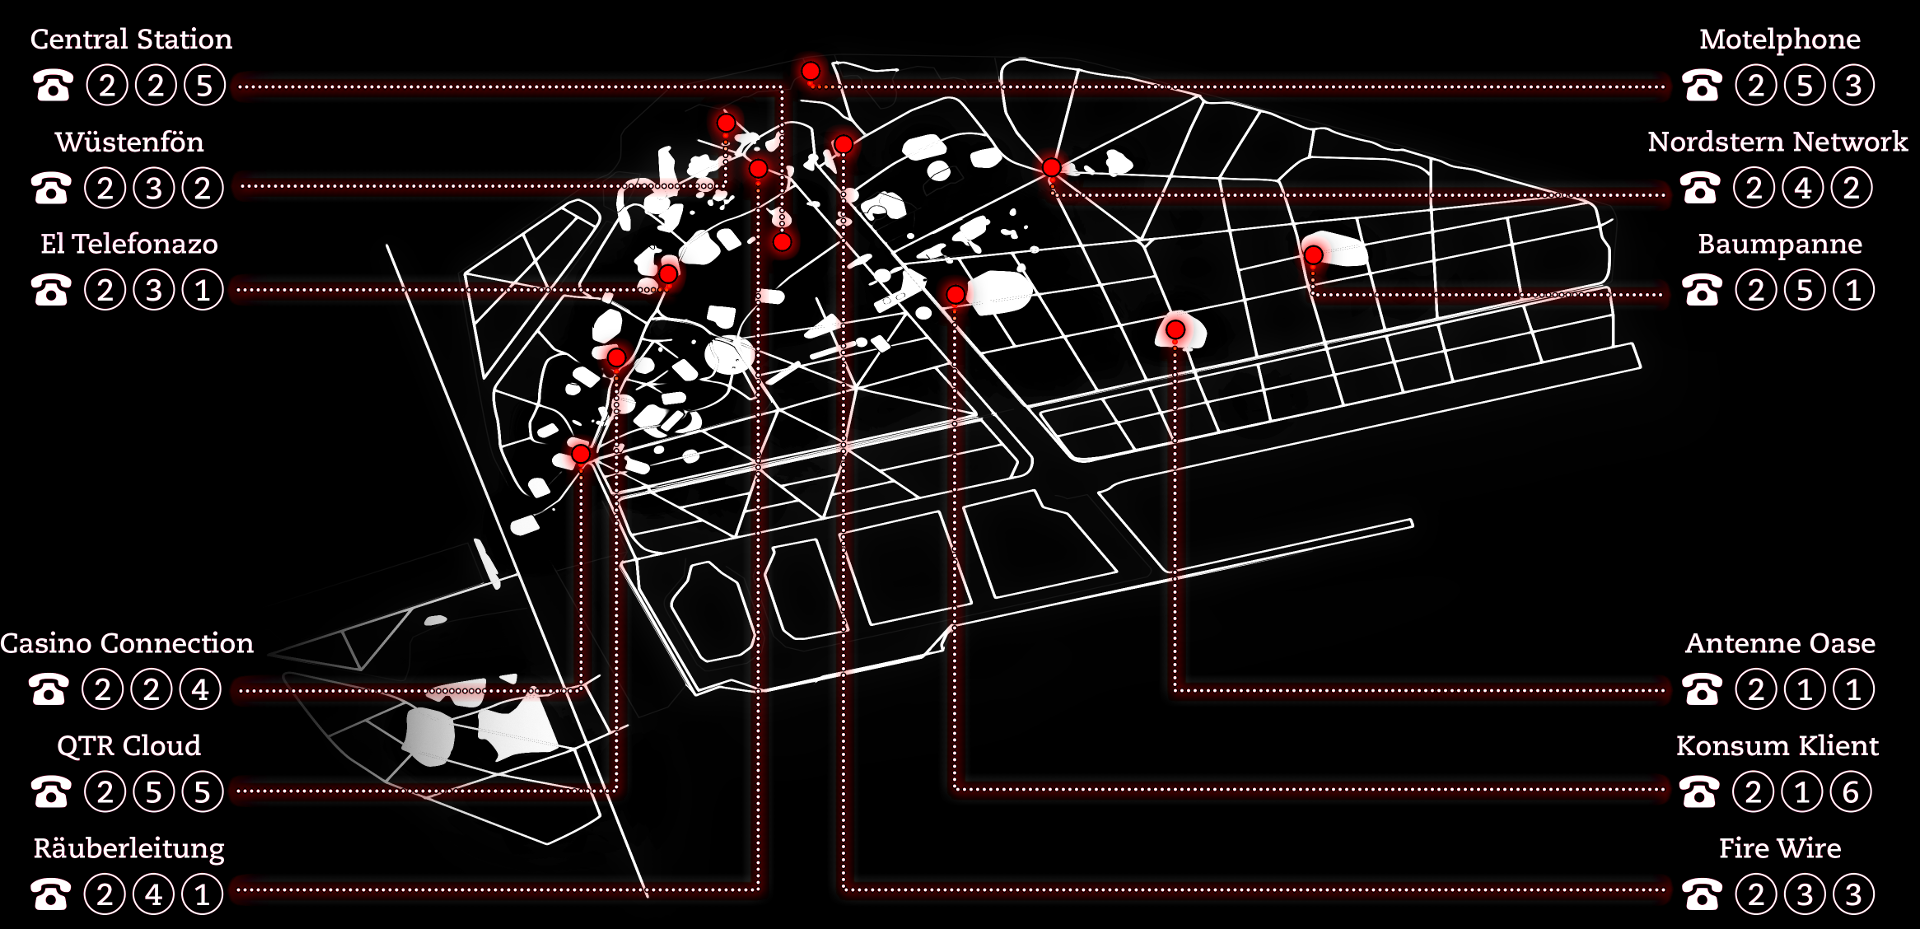 Central Station
2 2 5
Wüstenfön
2 3 2
El Telefonazo
2 3 1
Casino Connection
2 2 4
QTR Cloud
2 5 5
Räuberleitung
2 4 1
Motelphone
2 5 3
Nordstern Network
2 4 2
Baumpanne
2 5 1
Antenne Oase
2 1 1
Konsum Klient
2 1 6
Fire Wire
2 3 3